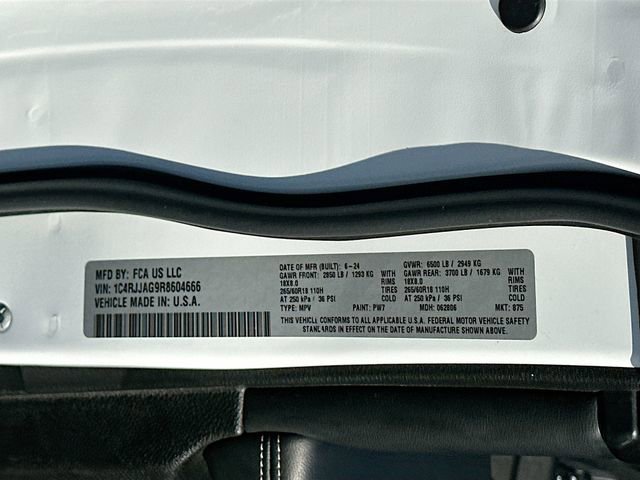 MFD BY: FCA US LLC
VIN: 1C4RJJAG9R8604666
VEHICLE MADE IN: U.S.A.
DATE OF MFR (BUILT): 6-24
GAWR FRONT: 2850 LB / 1293 KG WITH
18X8.0 RIMS
265/60R18 110H TIRES
AT 250 kPa / 36 PSI COLD
TYPE: MPV PAINT: PW7
GVWR: 6500 LB / 2949 KG
GAWR REAR: 3700 LB / 1679 KG WITH
18X8.0 RIMS
265/60R18 110H TIRES
AT 250 kPa / 36 PSI COLD
MDH: 062806 MKT: 875
THIS VEHICLE CONFORMS TO ALL APPLICABLE U.S.A. FEDERAL MOTOR VEHICLE SAFETY
STANDARDS IN EFFECT ON THE DATE OF MANUFACTURE SHOWN ABOVE.